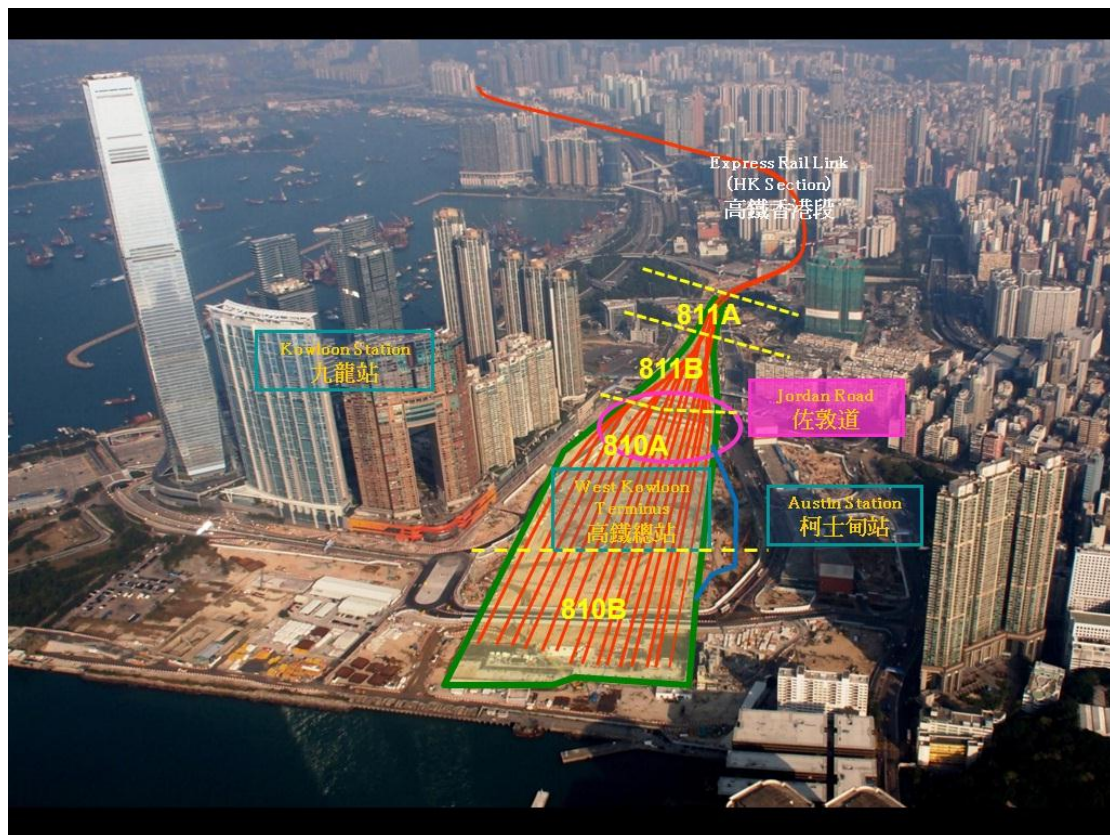 Express Rail Link
(HK Section)
高鐵香港段
811A
811B
Kowloon Station
九龍站
Jordan Road
佐敦道
810A
West Kowloon
Terminus
高鐵總站
Austin Station
柯士甸站
810B